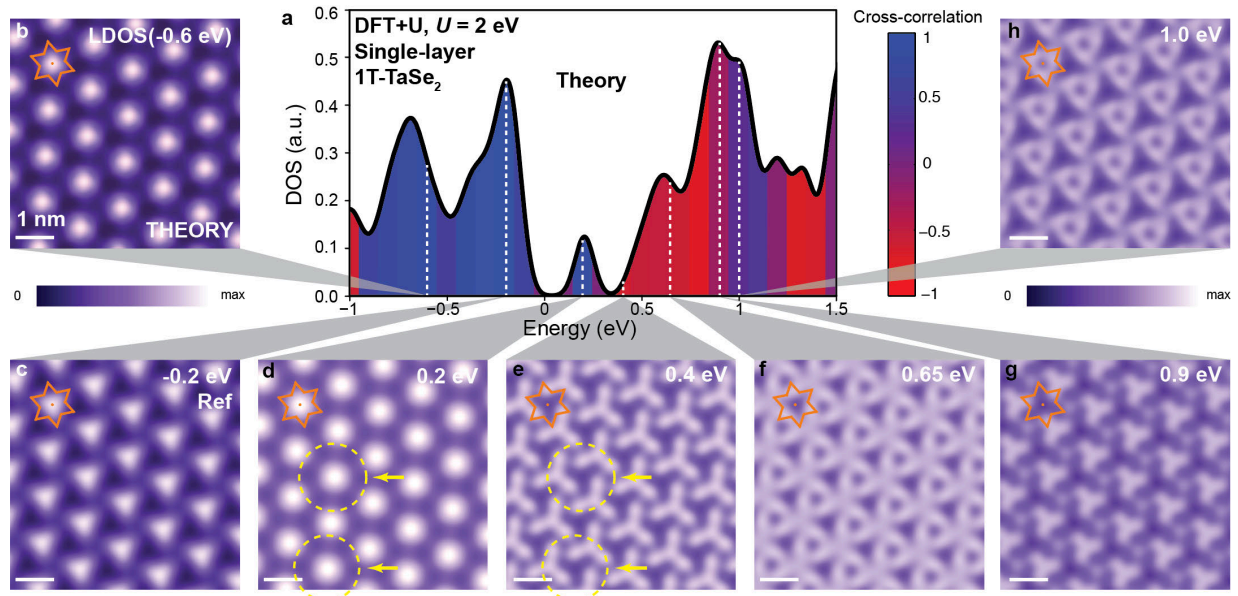 b
LDOS(-0.6 eV)
1 nm
THEORY
0
max
a
DFT+U, U = 2 eV
Single-layer
1T-TaSe₂
Theory
DOS (a.u.)
0.6
0.5
0.4
0.3
0.2
0.1
0.0
−1
−0.5
0
0.5
1
1.5
Energy (eV)
Cross-correlation
1
0.5
0
−0.5
−1
h
1.0 eV
0
max
c
-0.2 eV
Ref
d
0.2 eV
e
0.4 eV
f
0.65 eV
g
0.9 eV